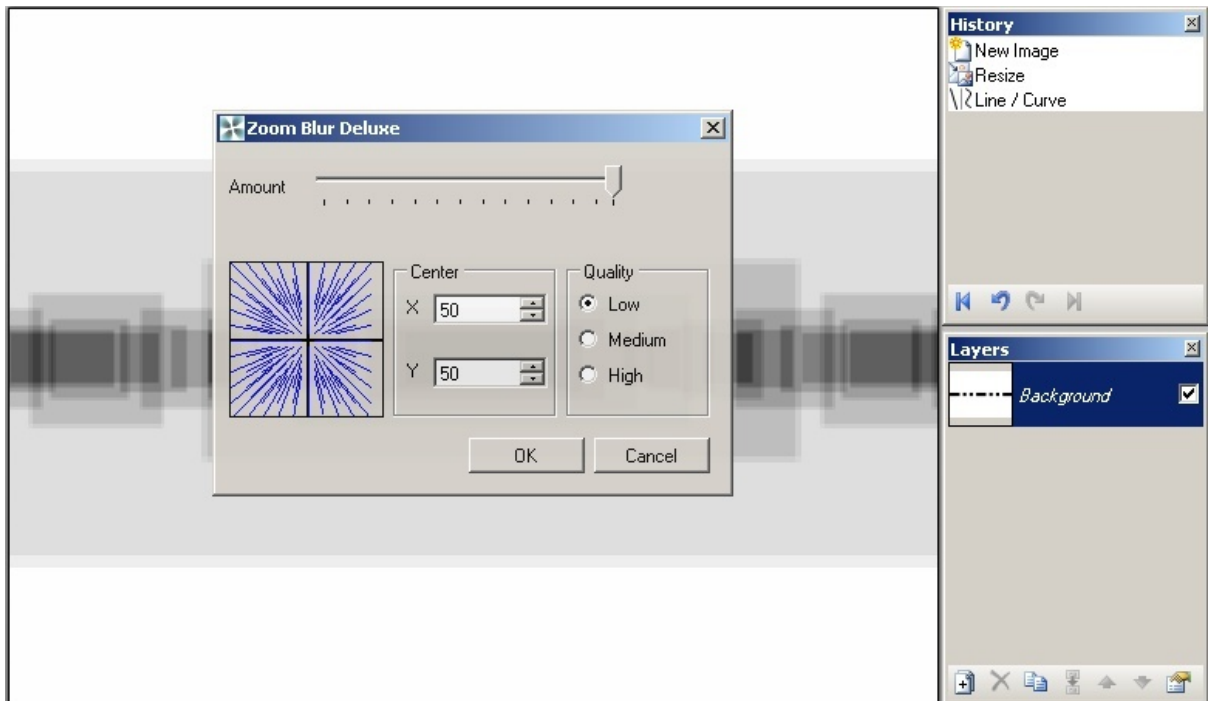 Zoom Blur Deluxe
Amount
Center
X 50
Y 50
Quality
Low
Medium
High
OK Cancel
History
New Image
Resize
Line / Curve
Layers
Background